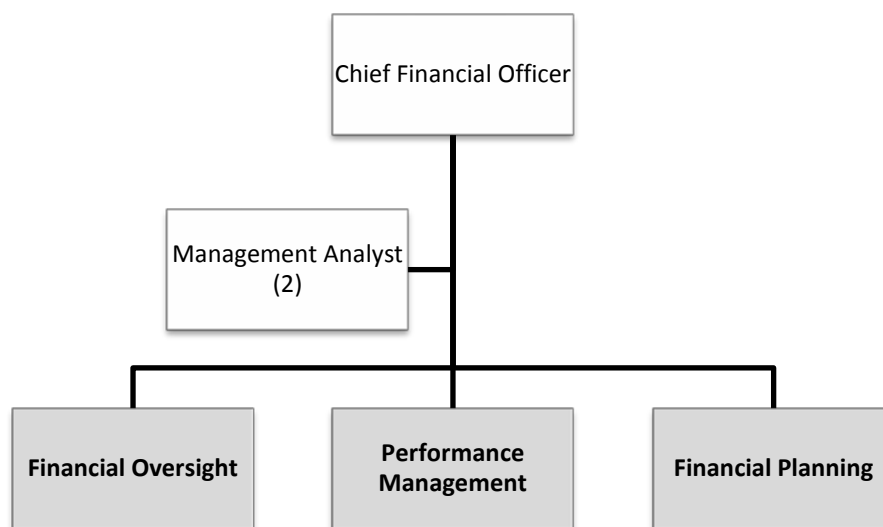 Chief Financial Officer
Management Analyst
(2)
Financial Oversight
Performance
Management
Financial Planning